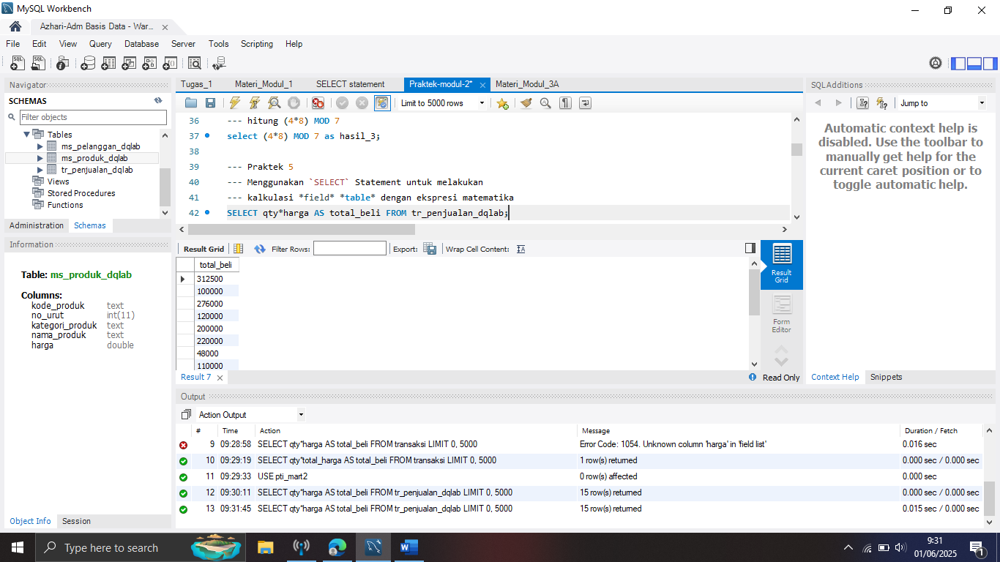 MySQL Workbench
Azhari-Adm Basis Data - War...
File Edit View Query Database Server Tools Scripting Help
Navigator
SCHEMAS
Filter objects
Tables
ms_pelanggan_dqlab
ms_produk_dqlab
tr_penjualan_dqlab
Views
Stored Procedures
Functions
Administration Schemas
Information
Table: ms_produk_dqlab
Columns:
kode_produk text
no_urut int(11)
kategori_produk text
nama_produk text
harga double
Object Info Session
Tugas_1 Materi_Modul_1 SELECT statement Praktek-modul-2* Materi_Modul_3A
Limit to 5000 rows
36 --- hitung (4*8) MOD 7
37 select (4*8) MOD 7 as hasil_3;
38
39 --- Praktek 5
40 --- Menggunakan `SELECT` Statement untuk melakukan
41 --- kalkulasi *field* *table* dengan ekspresi matematika
42 SELECT qty*harga AS total_beli FROM tr_penjualan_dqlab;
Result Grid Filter Rows: Export: Wrap Cell Content:
total_beli
312500
100000
276000
120000
200000
220000
48000
110000
Result Grid
Form Editor
Result 7
Read Only
SQLAdditions
Jump to
Automatic context help is
disabled. Use the toolbar to
manually get help for the
current caret position or to
toggle automatic help.
Context Help Snippets
Output
Action Output
# Time Action Message Duration / Fetch
9 09:28:58 SELECT qty*harga AS total_beli FROM transaksi LIMIT 0, 5000 Error Code: 1054. Unknown column 'harga' in 'field list' 0.016 sec
10 09:29:19 SELECT qty*total_harga AS total_beli FROM transaksi LIMIT 0, 5000 1 row(s) returned 0.000 sec / 0.000 sec
11 09:29:33 USE pti_mart2 0 row(s) affected 0.000 sec
12 09:30:11 SELECT qty*harga AS total_beli FROM tr_penjualan_dqlab LIMIT 0, 5000 15 row(s) returned 0.000 sec / 0.000 sec
13 09:31:45 SELECT qty*harga AS total_beli FROM tr_penjualan_dqlab LIMIT 0, 5000 15 row(s) returned 0.015 sec / 0.000 sec
Type here to search
9:31
01/06/2025
1